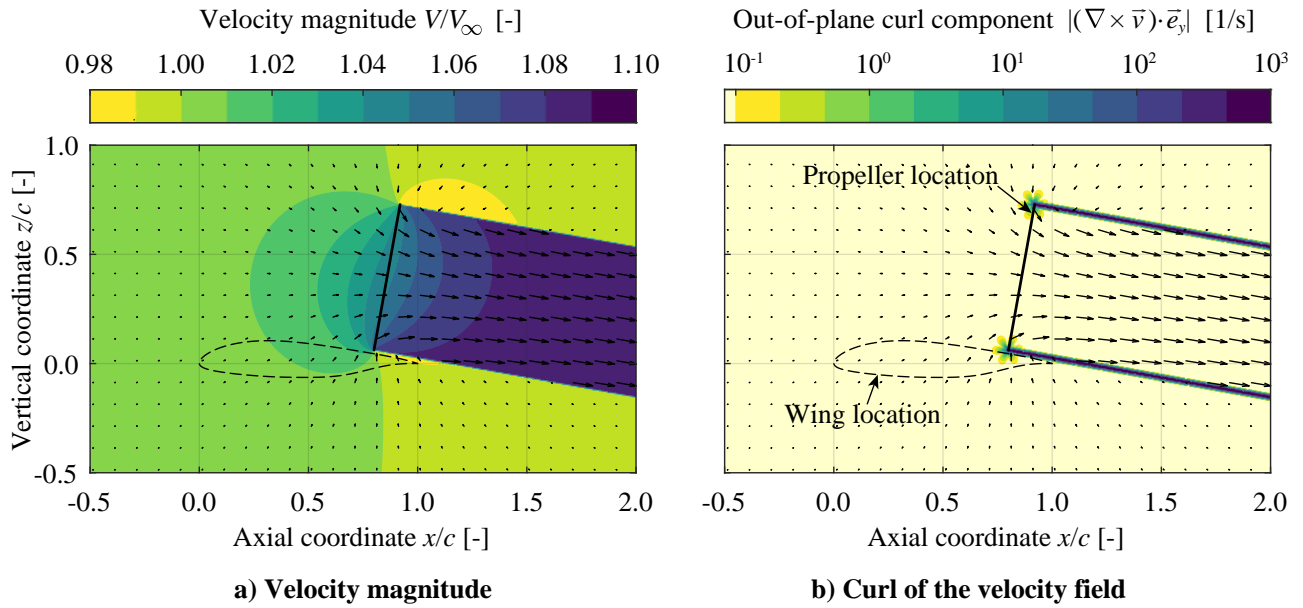 Velocity magnitude V/V∞ [-]
0.98 1.00 1.02 1.04 1.06 1.08 1.10
Vertical coordinate z/c [-]
1.0
0.5
0.0
-0.5
-0.5 0.0 0.5 1.0 1.5 2.0
Axial coordinate x/c [-]
a) Velocity magnitude
Out-of-plane curl component |(∇ × v⃗)·e⃗y| [1/s]
10⁻¹ 10⁰ 10¹ 10² 10³
Propeller location
Wing location
-0.5 0.0 0.5 1.0 1.5 2.0
Axial coordinate x/c [-]
b) Curl of the velocity field